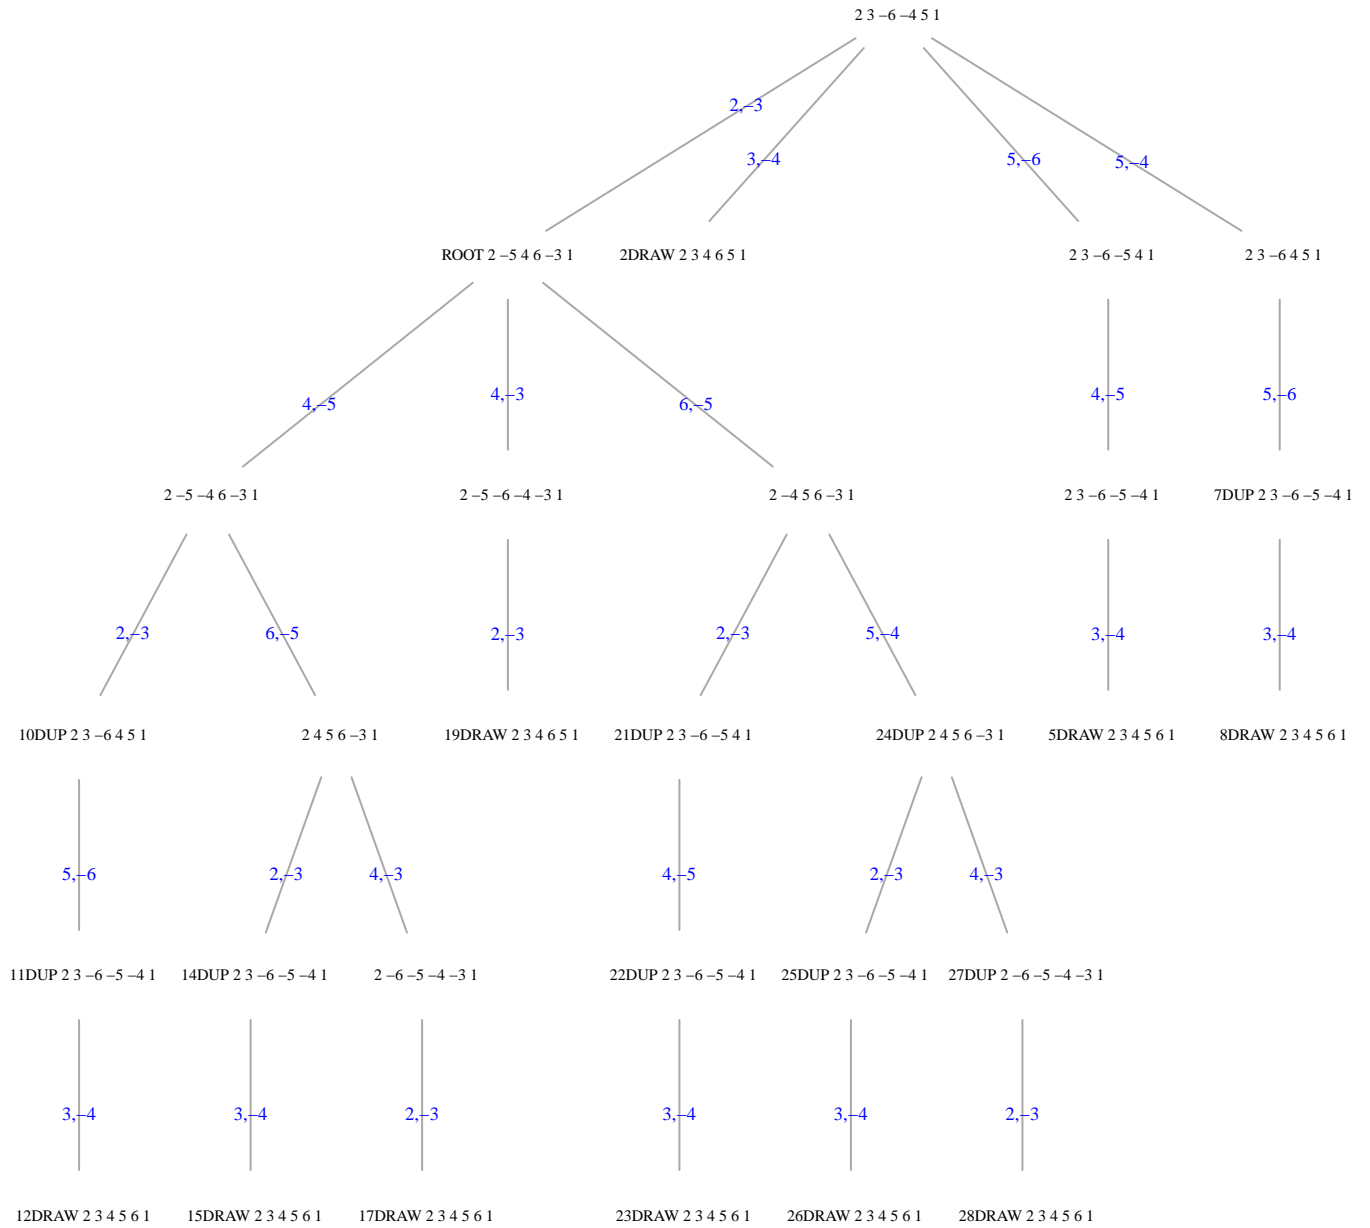 2 3 −6 −4 5 1
2,−3
3,−4
5,−6
5,−4
ROOT 2 −5 4 6 −3 1
2DRAW 2 3 4 6 5 1
2 3 −6 −5 4 1
2 3 −6 4 5 1
4,−5
4,−3
6,−5
4,−5
5,−6
2 −5 −4 6 −3 1
2 −5 −6 −4 −3 1
2 −4 5 6 −3 1
2 3 −6 −5 −4 1
7DUP 2 3 −6 −5 −4 1
2,−3
6,−5
2,−3
2,−3
5,−4
3,−4
3,−4
10DUP 2 3 −6 4 5 1
2 4 5 6 −3 1
19DRAW 2 3 4 6 5 1
21DUP 2 3 −6 −5 4 1
24DUP 2 4 5 6 −3 1
5DRAW 2 3 4 5 6 1
8DRAW 2 3 4 5 6 1
5,−6
2,−3
4,−3
4,−5
2,−3
4,−3
11DUP 2 3 −6 −5 −4 1
14DUP 2 3 −6 −5 −4 1
2 −6 −5 −4 −3 1
22DUP 2 3 −6 −5 −4 1
25DUP 2 3 −6 −5 −4 1
27DUP 2 −6 −5 −4 −3 1
3,−4
3,−4
2,−3
3,−4
3,−4
2,−3
12DRAW 2 3 4 5 6 1
15DRAW 2 3 4 5 6 1
17DRAW 2 3 4 5 6 1
23DRAW 2 3 4 5 6 1
26DRAW 2 3 4 5 6 1
28DRAW 2 3 4 5 6 1